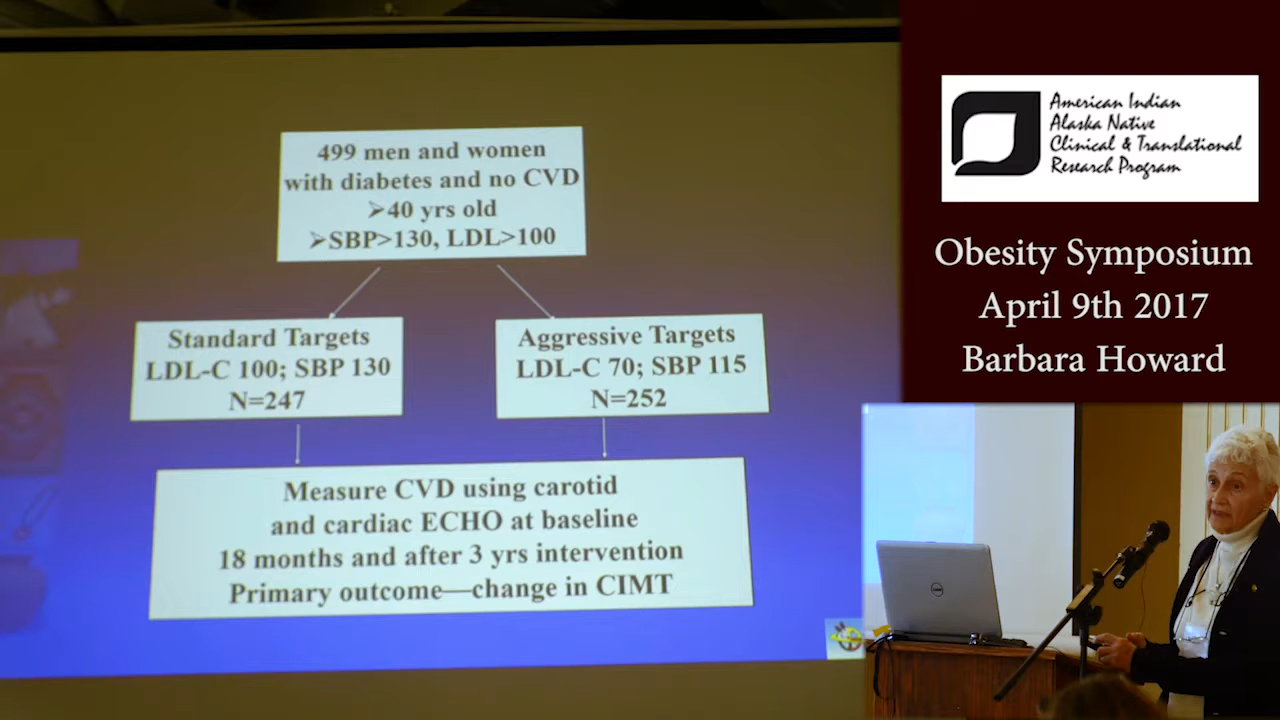 499 men and women
with diabetes and no CVD
➢40 yrs old
➢SBP>130, LDL>100
Standard Targets
LDL-C 100; SBP 130
N=247
Aggressive Targets
LDL-C 70; SBP 115
N=252
Measure CVD using carotid
and cardiac ECHO at baseline
18 months and after 3 yrs intervention
Primary outcome—change in CIMT
American Indian
Alaska Native
Clinical & Translational
Research Program
Obesity Symposium
April 9th 2017
Barbara Howard
DELL